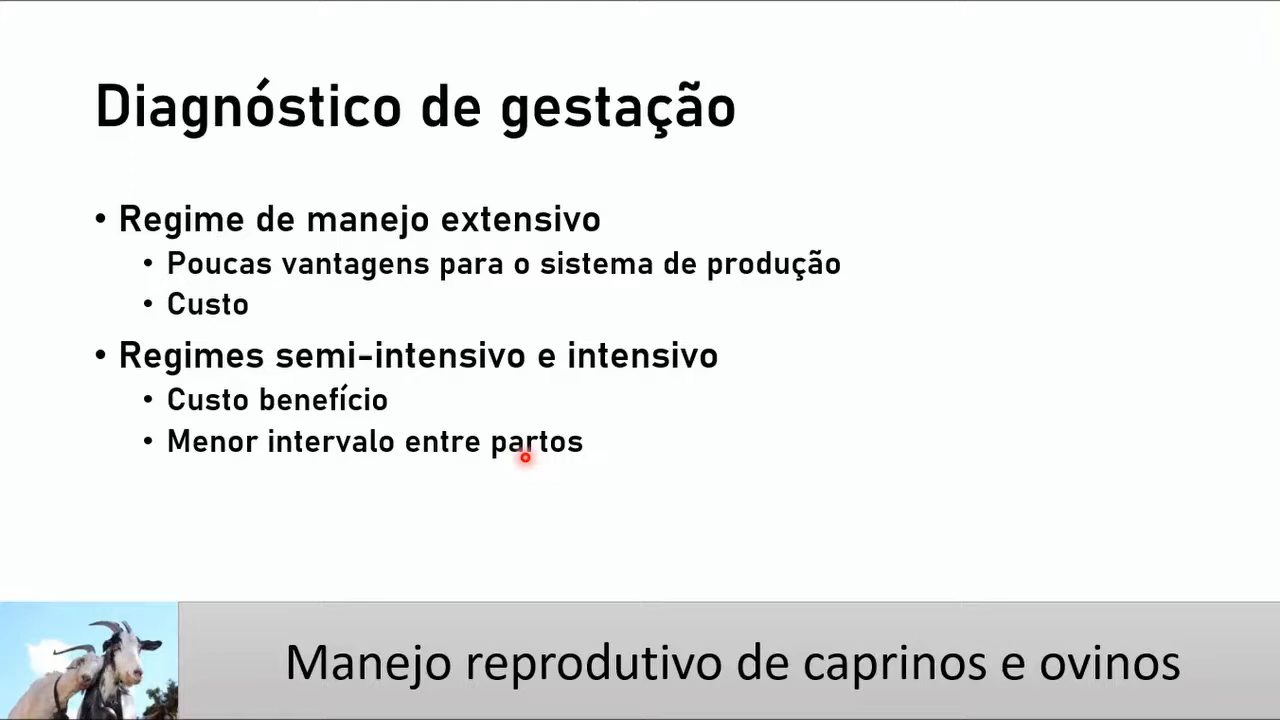 Diagnóstico de gestação
• Regime de manejo extensivo
• Poucas vantagens para o sistema de produção
• Custo
• Regimes semi-intensivo e intensivo
• Custo benefício
• Menor intervalo entre partos
Manejo reprodutivo de caprinos e ovinos